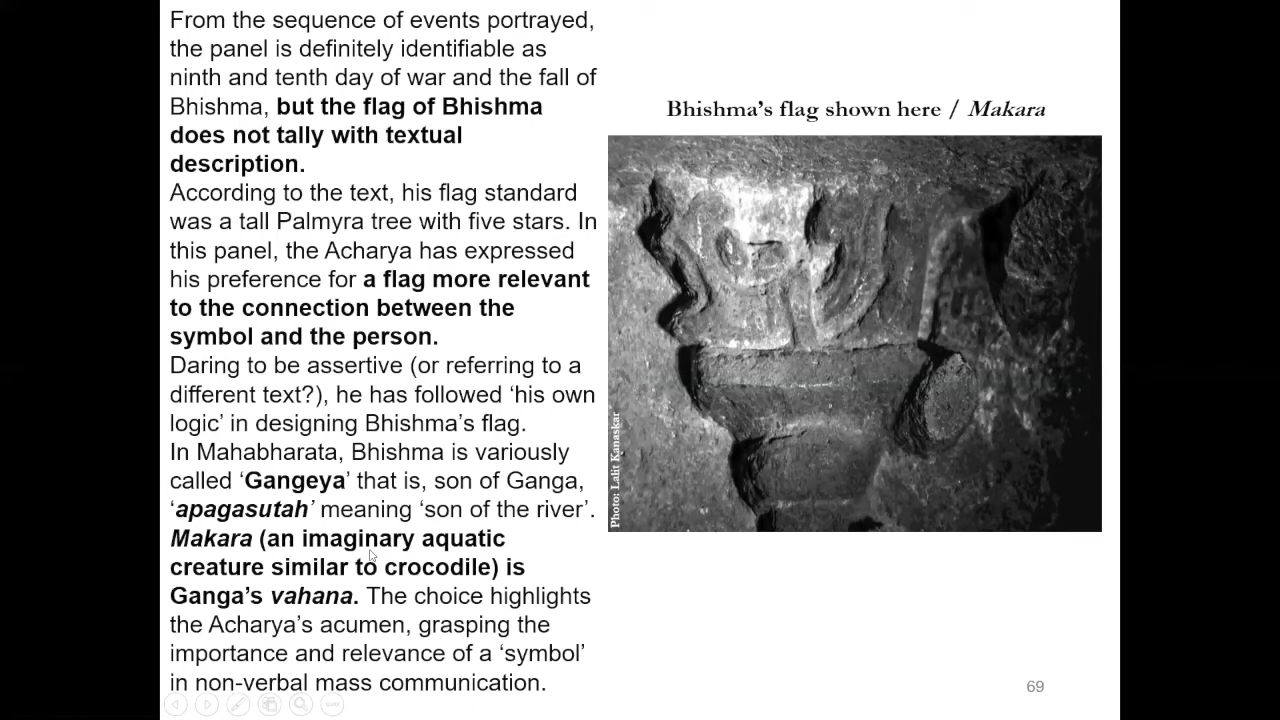 From the sequence of events portrayed,
the panel is definitely identifiable as
ninth and tenth day of war and the fall of
Bhishma, but the flag of Bhishma
does not tally with textual
description.
According to the text, his flag standard
was a tall Palmyra tree with five stars. In
this panel, the Acharya has expressed
his preference for a flag more relevant
to the connection between the
symbol and the person.
Daring to be assertive (or referring to a
different text?), he has followed ‘his own
logic’ in designing Bhishma’s flag.
In Mahabharata, Bhishma is variously
called ‘Gangeya’ that is, son of Ganga,
‘apagasutah’ meaning ‘son of the river’.
Makara (an imaginary aquatic
creature similar to crocodile) is
Ganga’s vahana. The choice highlights
the Acharya’s acumen, grasping the
importance and relevance of a ‘symbol’
in non-verbal mass communication.
Bhishma’s flag shown here / Makara
Photo: Lalit Kanaskar
69